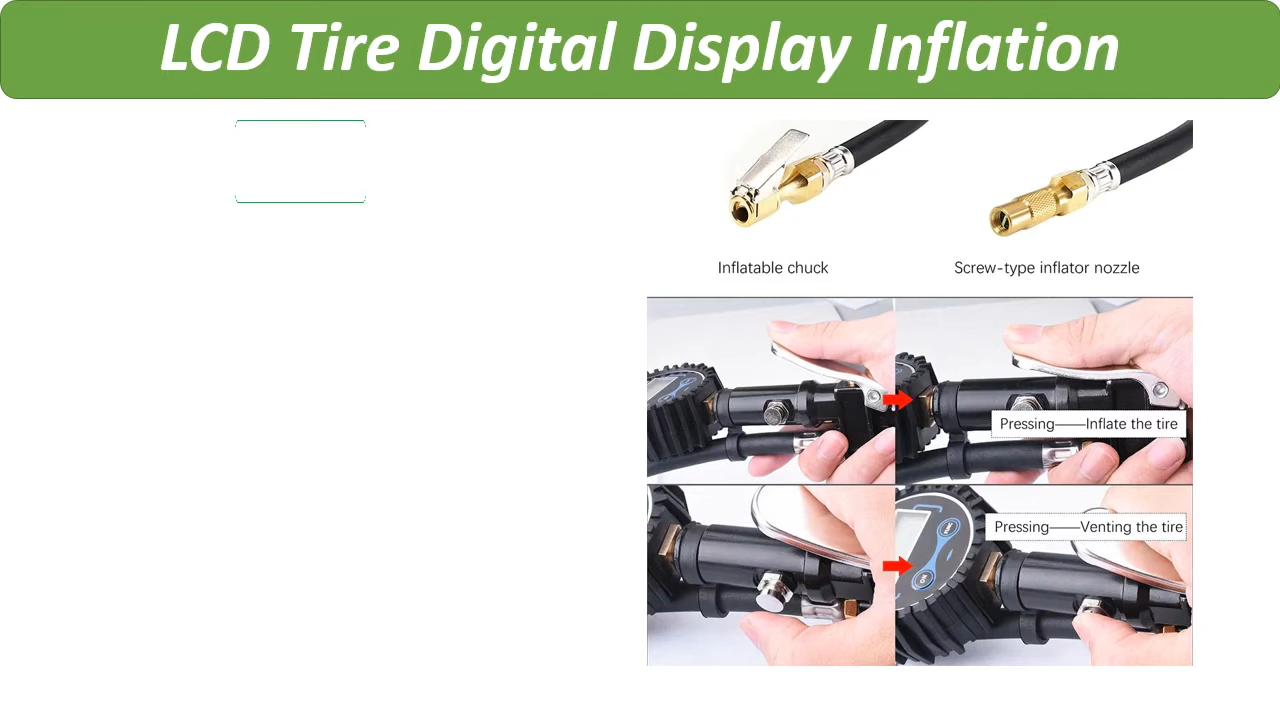 LCD Tire Digital Display Inflation
Inflatable chuck
Screw-type inflator nozzle
Pressing——Inflate the tire
Pressing——Venting the tire